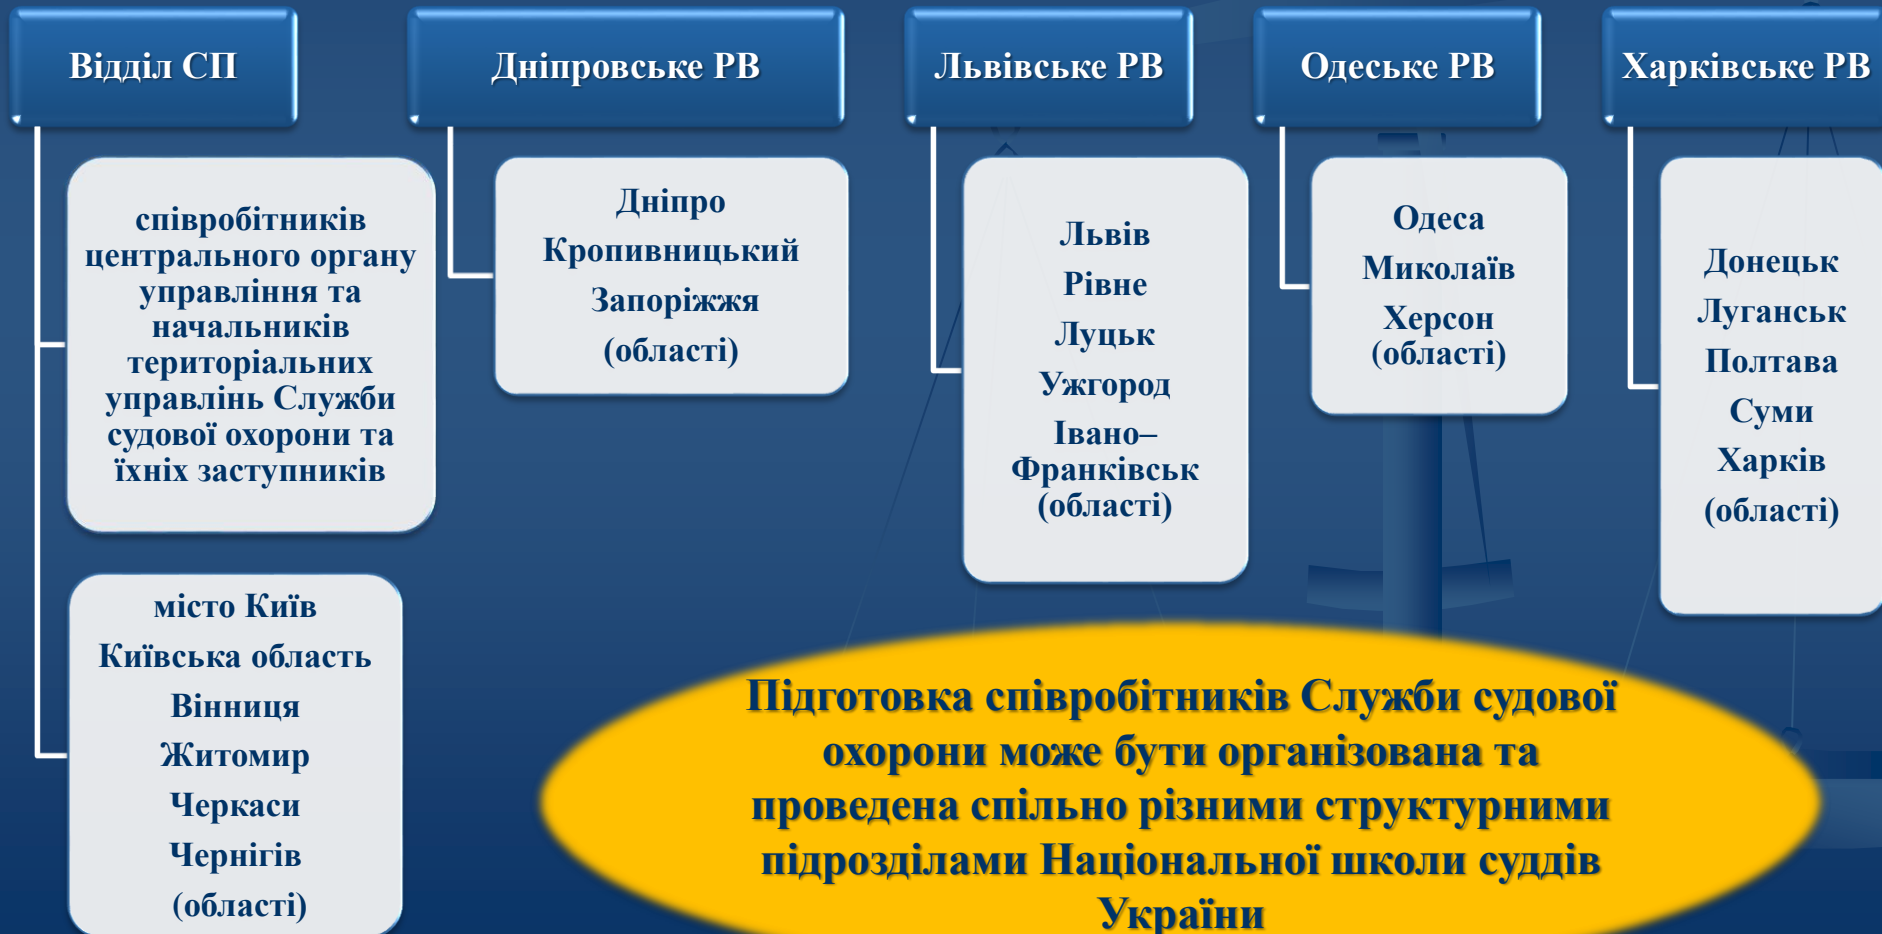 Відділ СП
співробітників
центрального органу
управління та
начальників
територіальних
управлінь Служби
судової охорони та
їхніх заступників
місто Київ
Київська область
Вінниця
Житомир
Черкаси
Чернігів
(області)
Дніпровське РВ
Дніпро
Кропивницький
Запоріжжя
(області)
Львівське РВ
Львів
Рівне
Луцьк
Ужгород
Івано–
Франківськ
(області)
Одеське РВ
Одеса
Миколаїв
Херсон
(області)
Харківське РВ
Донецьк
Луганськ
Полтава
Суми
Харків
(області)
Підготовка співробітників Служби судової
охорони може бути організована та
проведена спільно різними структурними
підрозділами Національної школи суддів
України